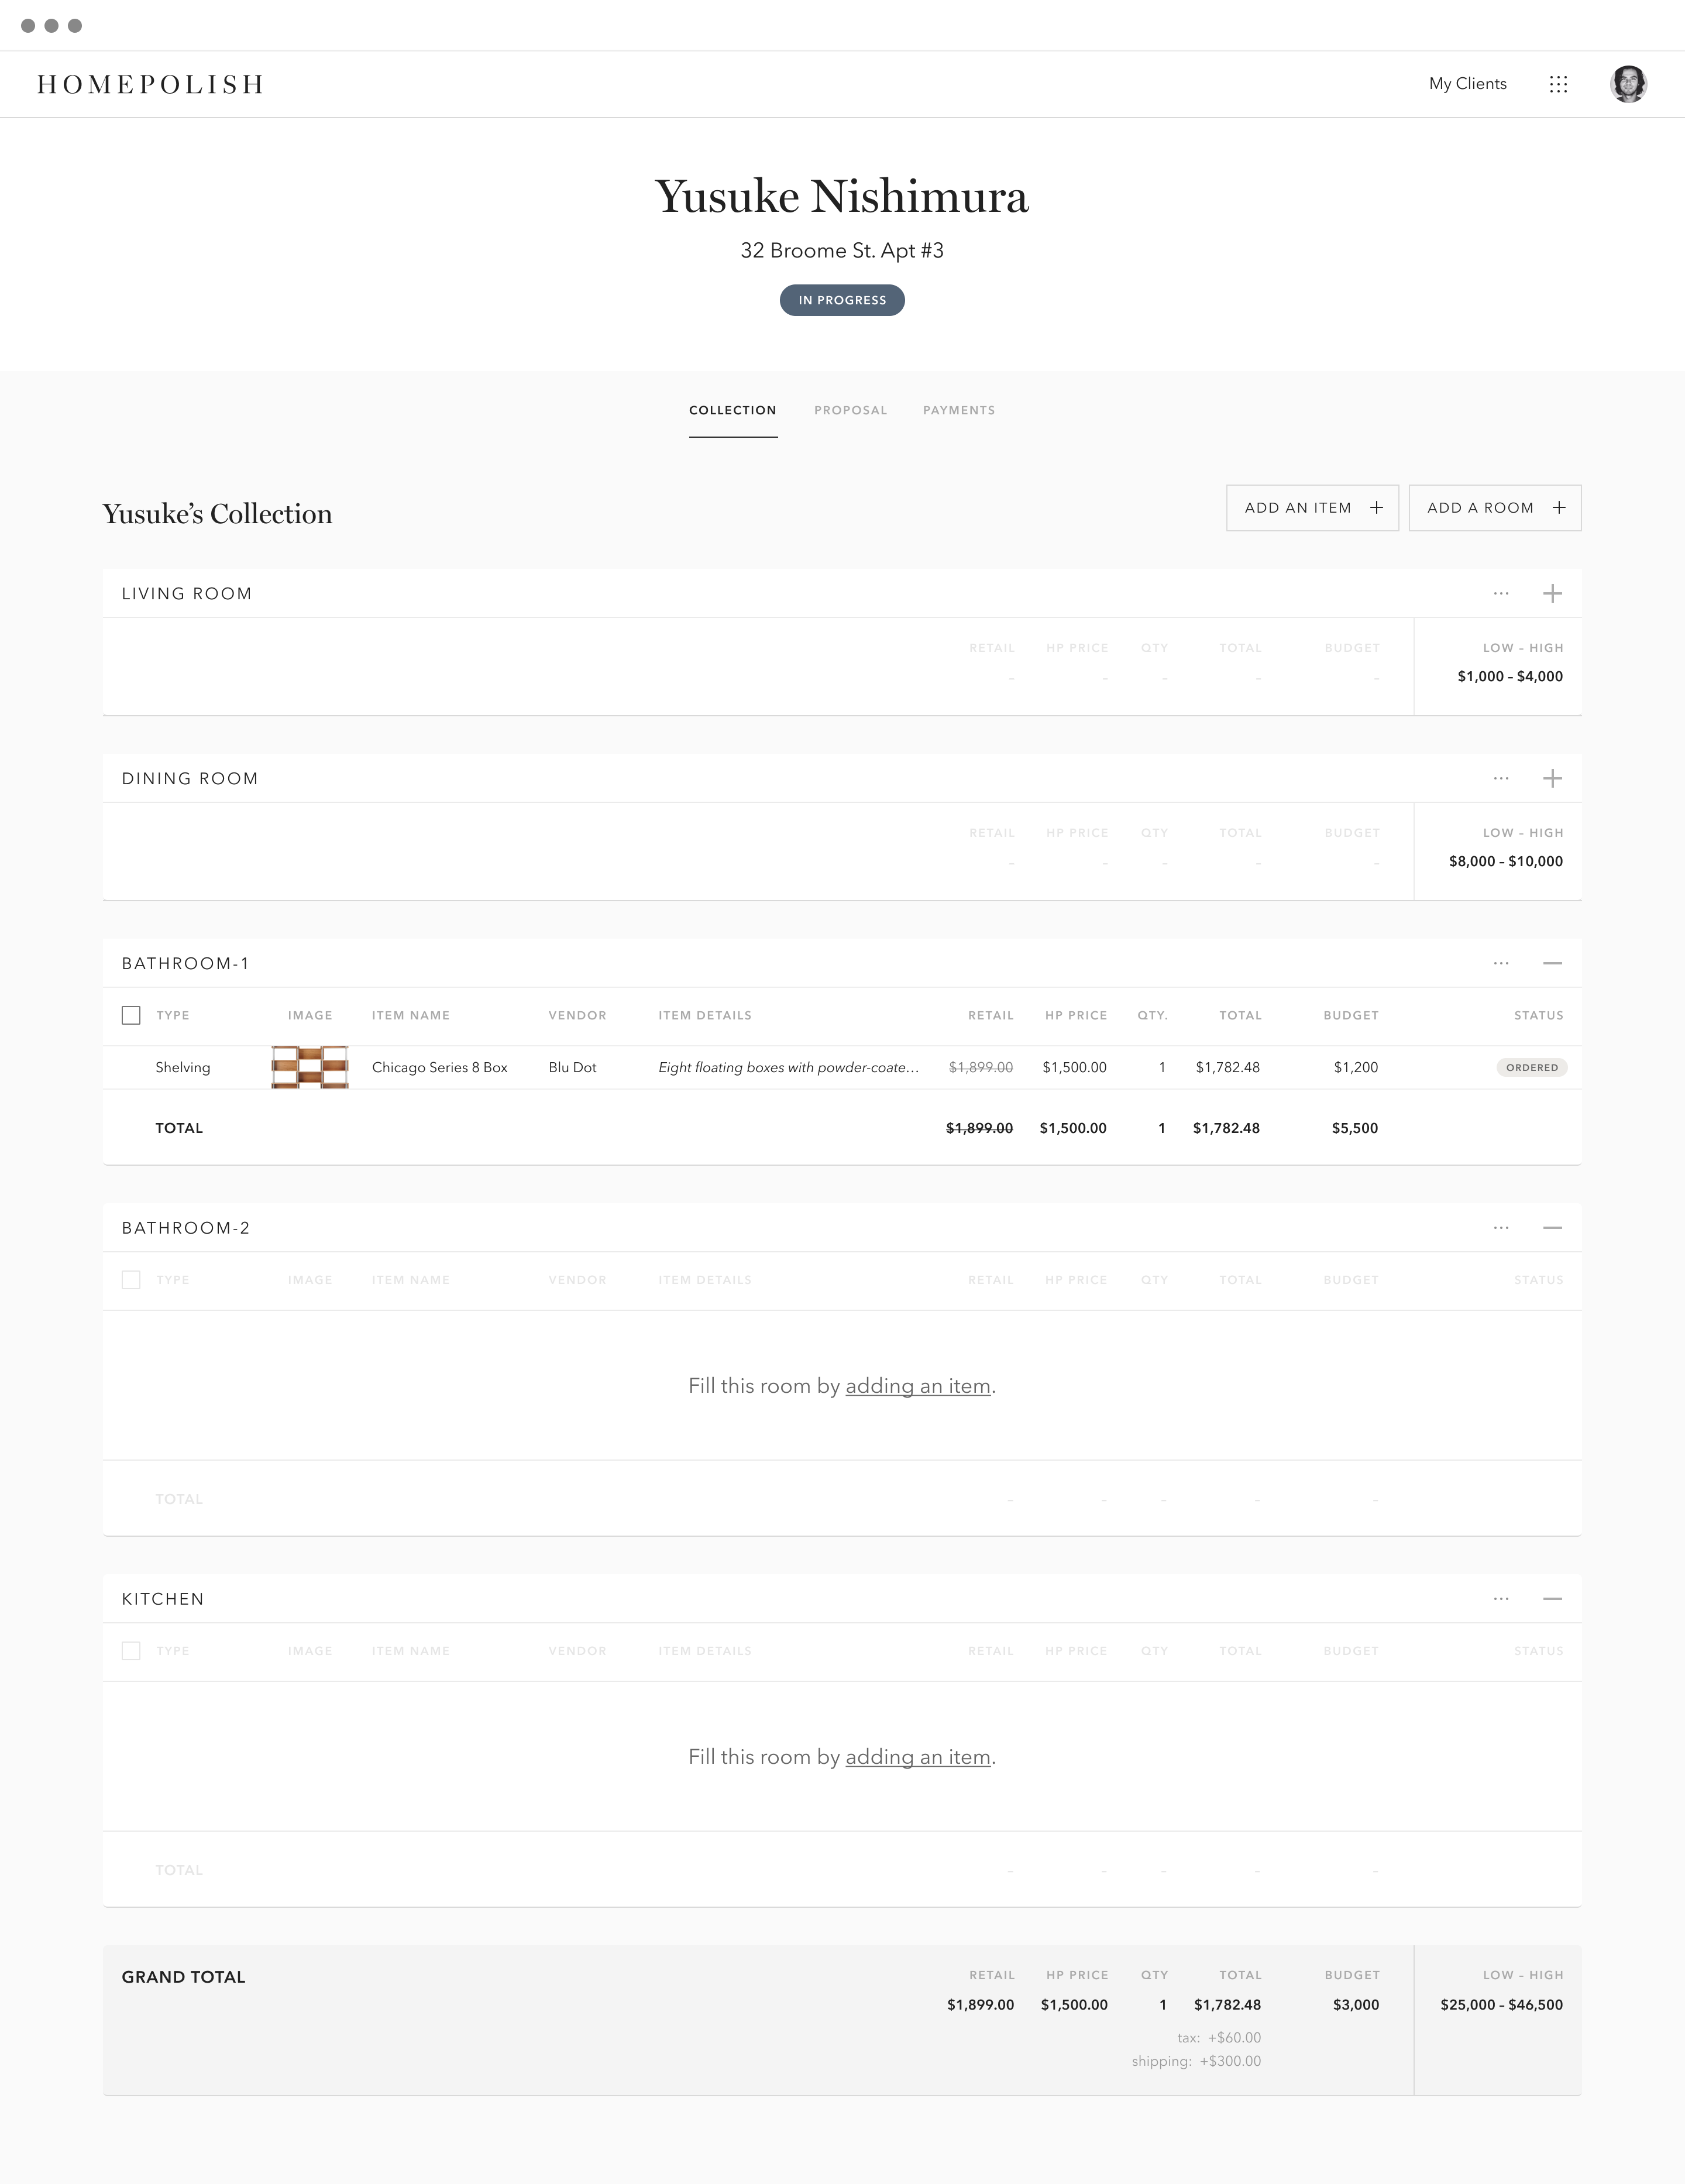 HOMEPOLISH
My Clients
Yusuke Nishimura
32 Broome St. Apt #3
IN PROGRESS
COLLECTION PROPOSAL PAYMENTS
Yusuke’s Collection
ADD AN ITEM +
ADD A ROOM +
LIVING ROOM ... +
RETAIL HP PRICE QTY TOTAL BUDGET LOW – HIGH
– – – – – $1,000 – $4,000
DINING ROOM ... +
RETAIL HP PRICE QTY TOTAL BUDGET LOW – HIGH
– – – – – $8,000 – $10,000
BATHROOM-1 ... —
TYPE IMAGE ITEM NAME VENDOR ITEM DETAILS RETAIL HP PRICE QTY. TOTAL BUDGET STATUS
Shelving Chicago Series 8 Box Blu Dot Eight floating boxes with powder-coate... $1,899.00 $1,500.00 1 $1,782.48 $1,200 ORDERED
TOTAL $1,899.00 $1,500.00 1 $1,782.48 $5,500
BATHROOM-2 ... —
TYPE IMAGE ITEM NAME VENDOR ITEM DETAILS RETAIL HP PRICE QTY TOTAL BUDGET STATUS
Fill this room by adding an item.
TOTAL – – – – –
KITCHEN ... —
TYPE IMAGE ITEM NAME VENDOR ITEM DETAILS RETAIL HP PRICE QTY TOTAL BUDGET STATUS
Fill this room by adding an item.
TOTAL – – – – –
GRAND TOTAL RETAIL HP PRICE QTY TOTAL BUDGET LOW – HIGH
$1,899.00 $1,500.00 1 $1,782.48 $3,000 $25,000 – $46,500
tax: +$60.00
shipping: +$300.00